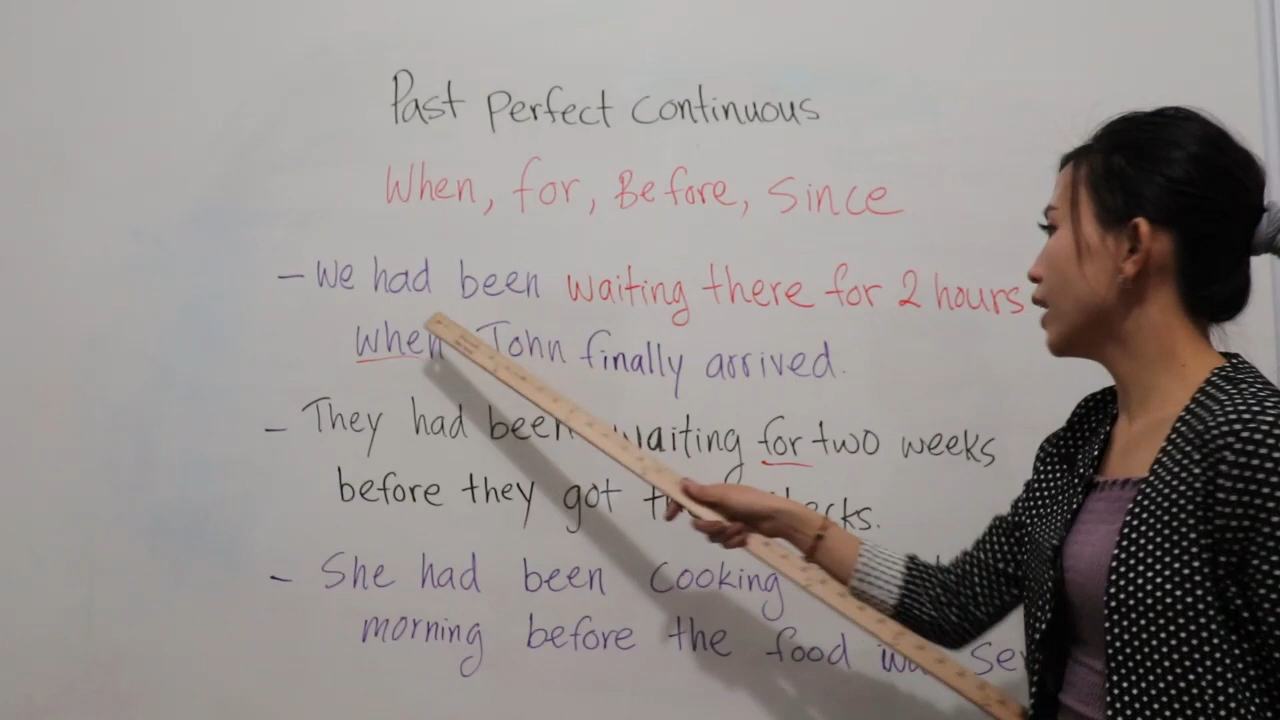 Past perfect continuous
When, for, Before, Since
- We had been waiting there for 2 hours
when John finally arrived.
- They had been waiting for two weeks
before they got
- She had been Cooking
morning before the food